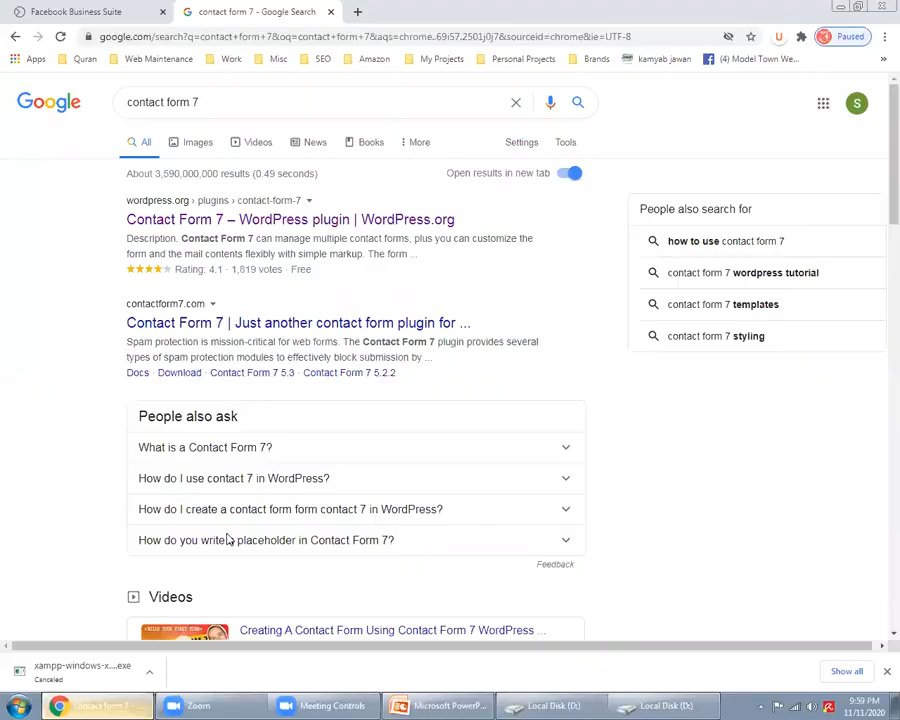 Facebook Business Suite
contact form 7 - Google Search
google.com/search?q=contact+form+7&oq=contact+form+7&aqs=chrome...69i57.2501j0j7&sourceid=chrome&ie=UTF-8
Paused
Apps
Quran
Web Maintenance
Work
Misc
SEO
Amazon
My Projects
Personal Projects
Brands
kamyab jawan
(4) Model Town We...
Google
contact form 7
S
All
Images
Videos
News
Books
More
Settings
Tools
About 3,590,000,000 results (0.49 seconds)
Open results in new tab
wordpress.org › plugins › contact-form-7
Contact Form 7 – WordPress plugin | WordPress.org
Description. Contact Form 7 can manage multiple contact forms, plus you can customize the
form and the mail contents flexibly with simple markup. The form ...
Rating: 4.1 · 1,819 votes · Free
contactform7.com
Contact Form 7 | Just another contact form plugin for ...
Spam protection is mission-critical for web forms. The Contact Form 7 plugin provides several
types of spam protection modules to effectively block submission by ...
Docs · Download · Contact Form 7 5.3 · Contact Form 7 5.2.2
People also search for
how to use contact form 7
contact form 7 wordpress tutorial
contact form 7 templates
contact form 7 styling
People also ask
What is a Contact Form 7?
How do I use contact 7 in WordPress?
How do I create a contact form form contact 7 in WordPress?
How do you write placeholder in Contact Form 7?
Feedback
Videos
BUILD YOUR FIRST FORM
Creating A Contact Form Using Contact Form 7 WordPress ...
xampp-windows-x....exe
Canceled
Show all
contact form 7 - ...
Zoom
Meeting Controls
Microsoft PowerP...
Local Disk (D:)
Local Disk (D:)
9:59 PM
11/11/2020